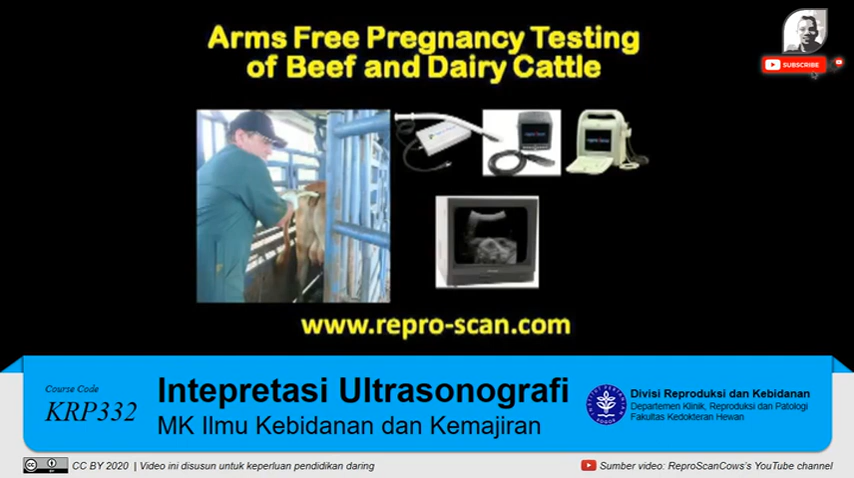 Arms Free Pregnancy Testing
of Beef and Dairy Cattle
SUBSCRIBE
www.repro-scan.com
Course Code
KRP332
Intepretasi Ultrasonografi
MK Ilmu Kebidanan dan Kemajiran
Divisi Reproduksi dan Kebidanan
Departemen Klinik, Reproduksi dan Patologi
Fakultas Kedokteran Hewan
CC BY 2020 | Video ini disusun untuk keperluan pendidikan daring
Sumber video: ReproScanCows's YouTube channel